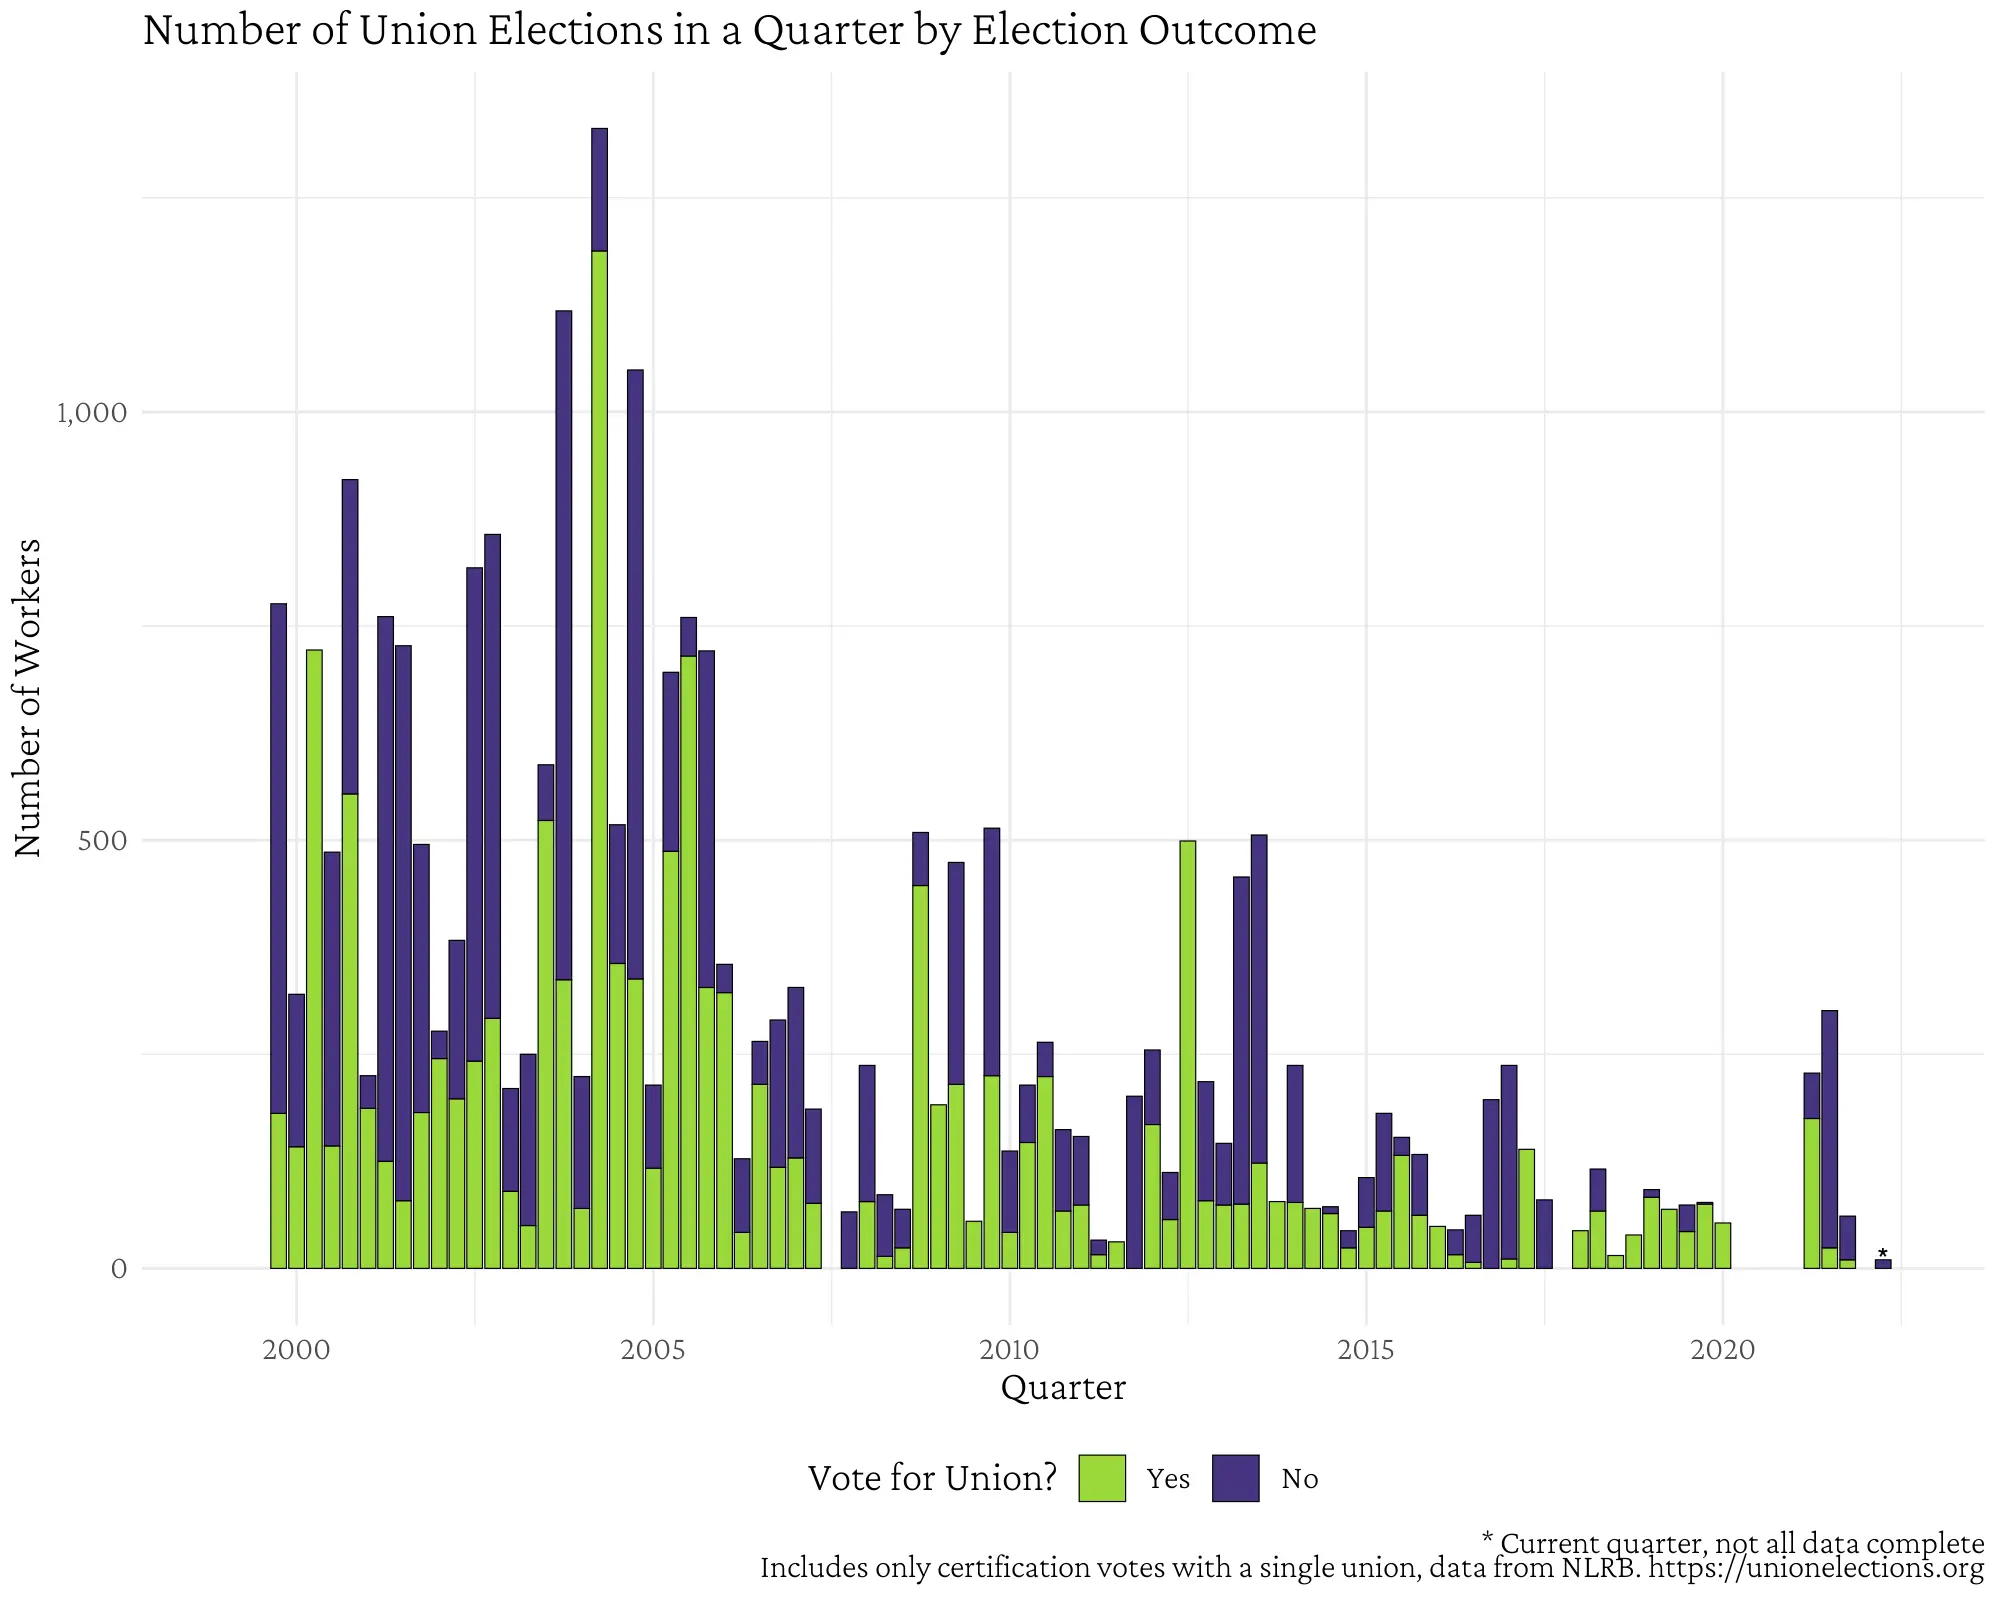 Number of Union Elections in a Quarter by Election Outcome
Number of Workers
1,000
500
0
*
2000 2005 2010 2015 2020
Quarter
Vote for Union? Yes No
* Current quarter, not all data complete
Includes only certification votes with a single union, data from NLRB. https://unionelections.org